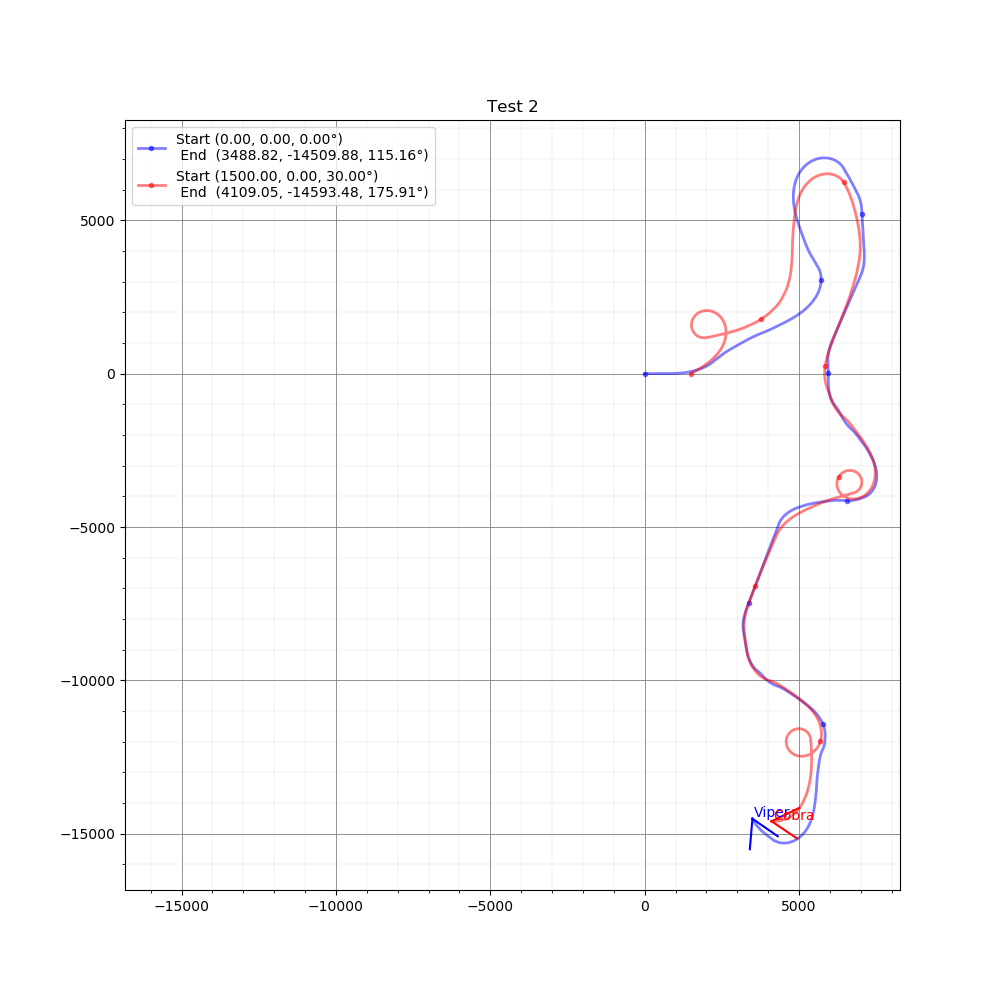 Test 2
Start (0.00, 0.00, 0.00°)
End  (3488.82, -14509.88, 115.16°)
Start (1500.00, 0.00, 30.00°)
End  (4109.05, -14593.48, 175.91°)
5000
0
−5000
−10000
−15000
Viper
Cobra
−15000 −10000 −5000 0 5000